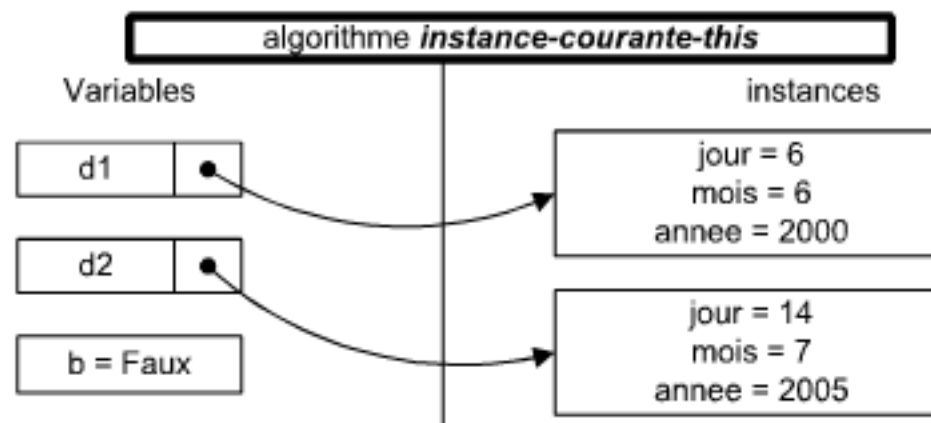 algorithme instance-courante-this
Variables
instances
d1
jour = 6
mois = 6
annee = 2000
d2
jour = 14
mois = 7
annee = 2005
b = Faux